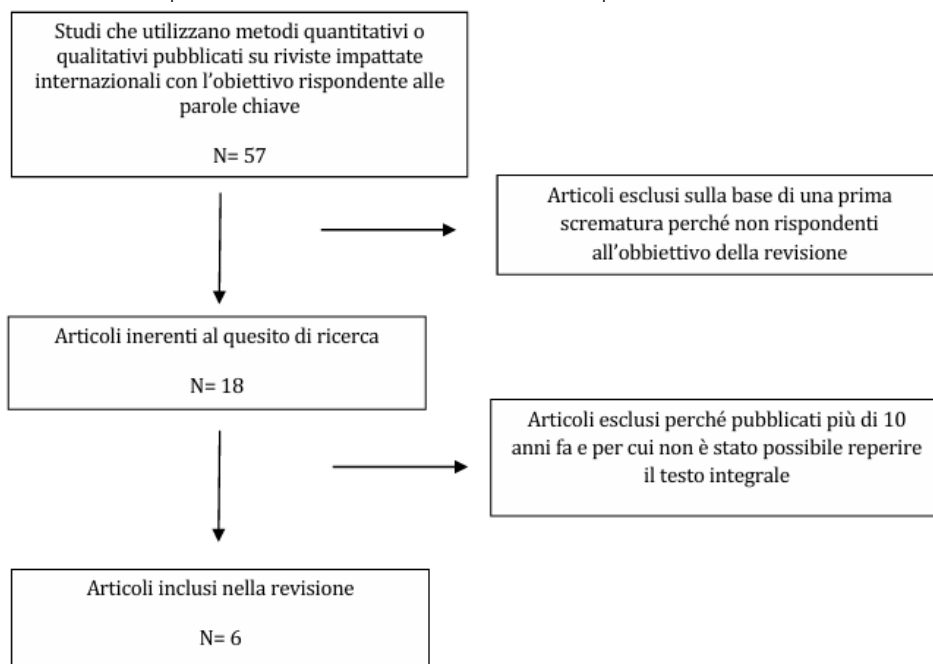 Studi che utilizzano metodi quantitativi o
qualitativi pubblicati su riviste impattate
internazionali con l'obiettivo rispondente alle
parole chiave
N= 57
Articoli esclusi sulla base di una prima
scrematura perché non rispondenti
all'obbiettivo della revisione
Articoli inerenti al quesito di ricerca
N= 18
Articoli esclusi perché pubblicati più di 10
anni fa e per cui non è stato possibile reperire
il testo integrale
Articoli inclusi nella revisione
N= 6